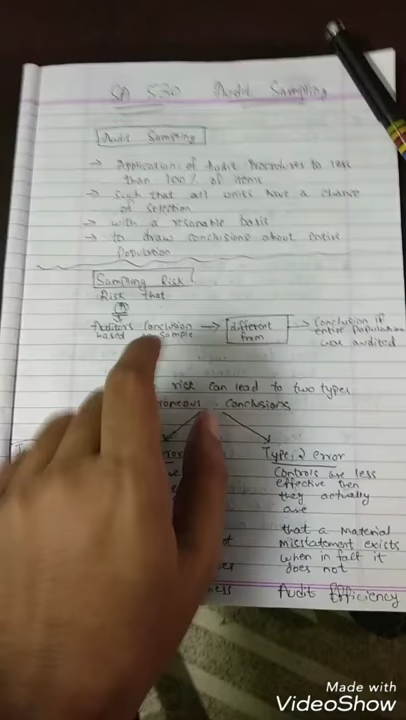 SA 530 Audit Sampling
Audit Sampling
→ Application of Audit Procedures to less
than 100% of items
→ Such that all units have a chance
of selection
→ with a resonable basis
→ to draw conclusions about entire
Population
Sampling Risk
Risk that
Auditors Conclusion → different → Conclusion if
based on sample from entire Population
was audited
risk can lead to two types
roneous Conclusions
Type 2 error
Controls are less
effective then
they actually
are
that a material
misstatement exists
when in fact it
does not
Audit Efficiency
Made with
VideoShow